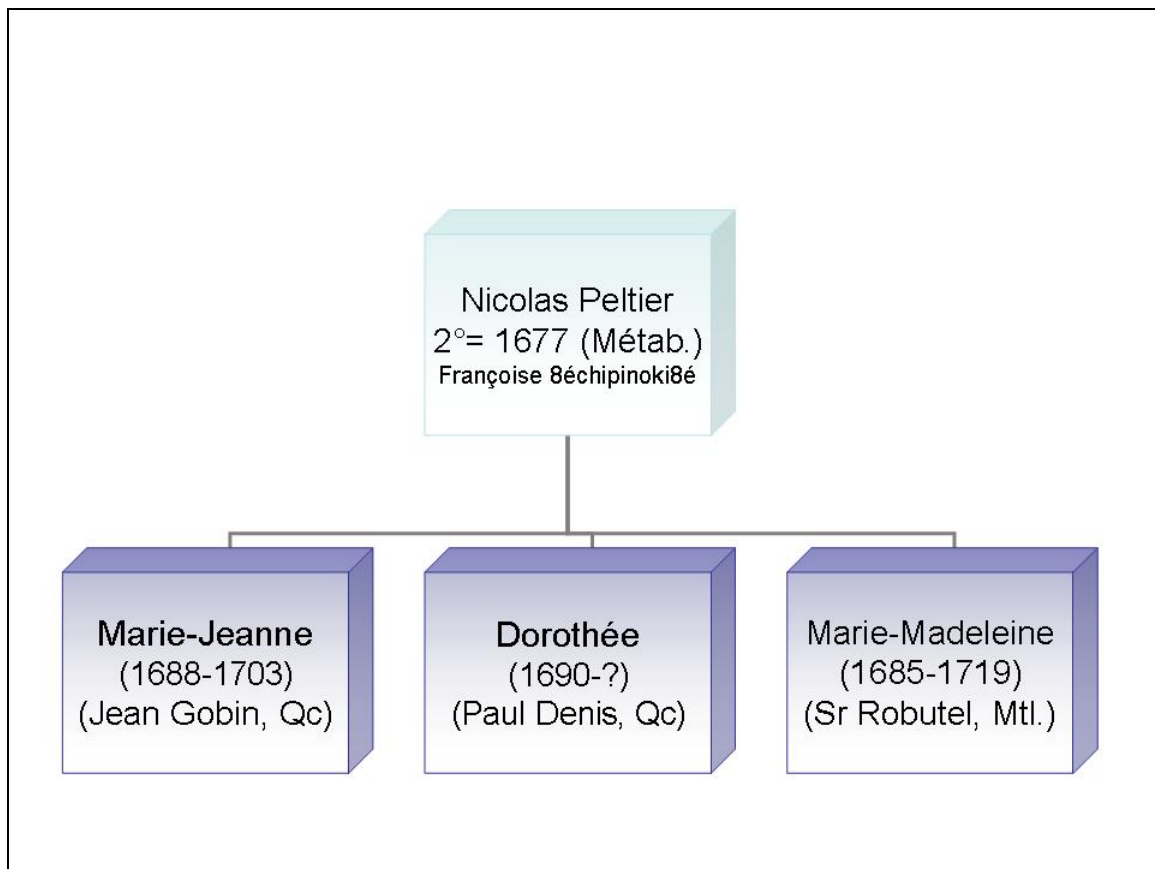 Nicolas Peltier
2°= 1677 (Métab.)
Françoise 8échipinoki8é
Marie-Jeanne
(1688-1703)
(Jean Gobin, Qc)
Dorothée
(1690-?)
(Paul Denis, Qc)
Marie-Madeleine
(1685-1719)
(Sr Robutel, Mtl.)